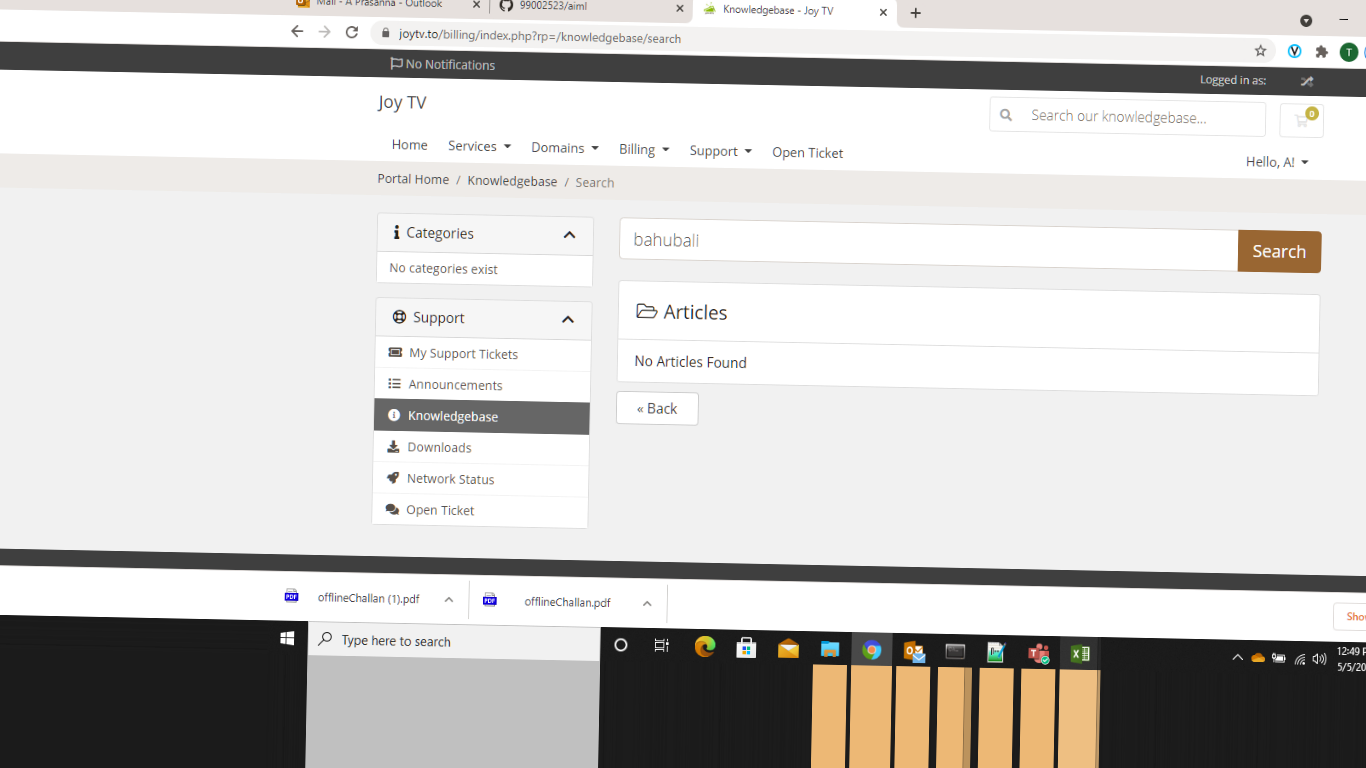 Mail - A Prasanna - Outlook
99002523/aiml
Knowledgebase - Joy TV
joytv.to/billing/index.php?rp=/knowledgebase/search
T
No Notifications
Logged in as:
Joy TV
Search our knowledgebase...
0
Home Services Domains Billing Support Open Ticket
Hello, A!
Portal Home / Knowledgebase / Search
Categories
No categories exist
Support
My Support Tickets
Announcements
Knowledgebase
Downloads
Network Status
Open Ticket
bahuball
Search
Articles
No Articles Found
« Back
PDF offlineChallan (1).pdf
PDF offlineChallan.pdf
Sho
Type here to search
12:49 P
5/5/20